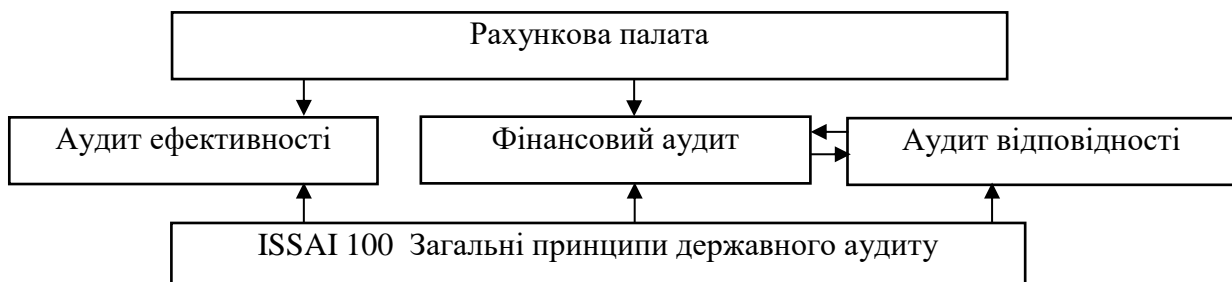 Рахункова палата
Аудит ефективності
Фінансовий аудит
Аудит відповідності
ISSAI 100 Загальні принципи державного аудиту